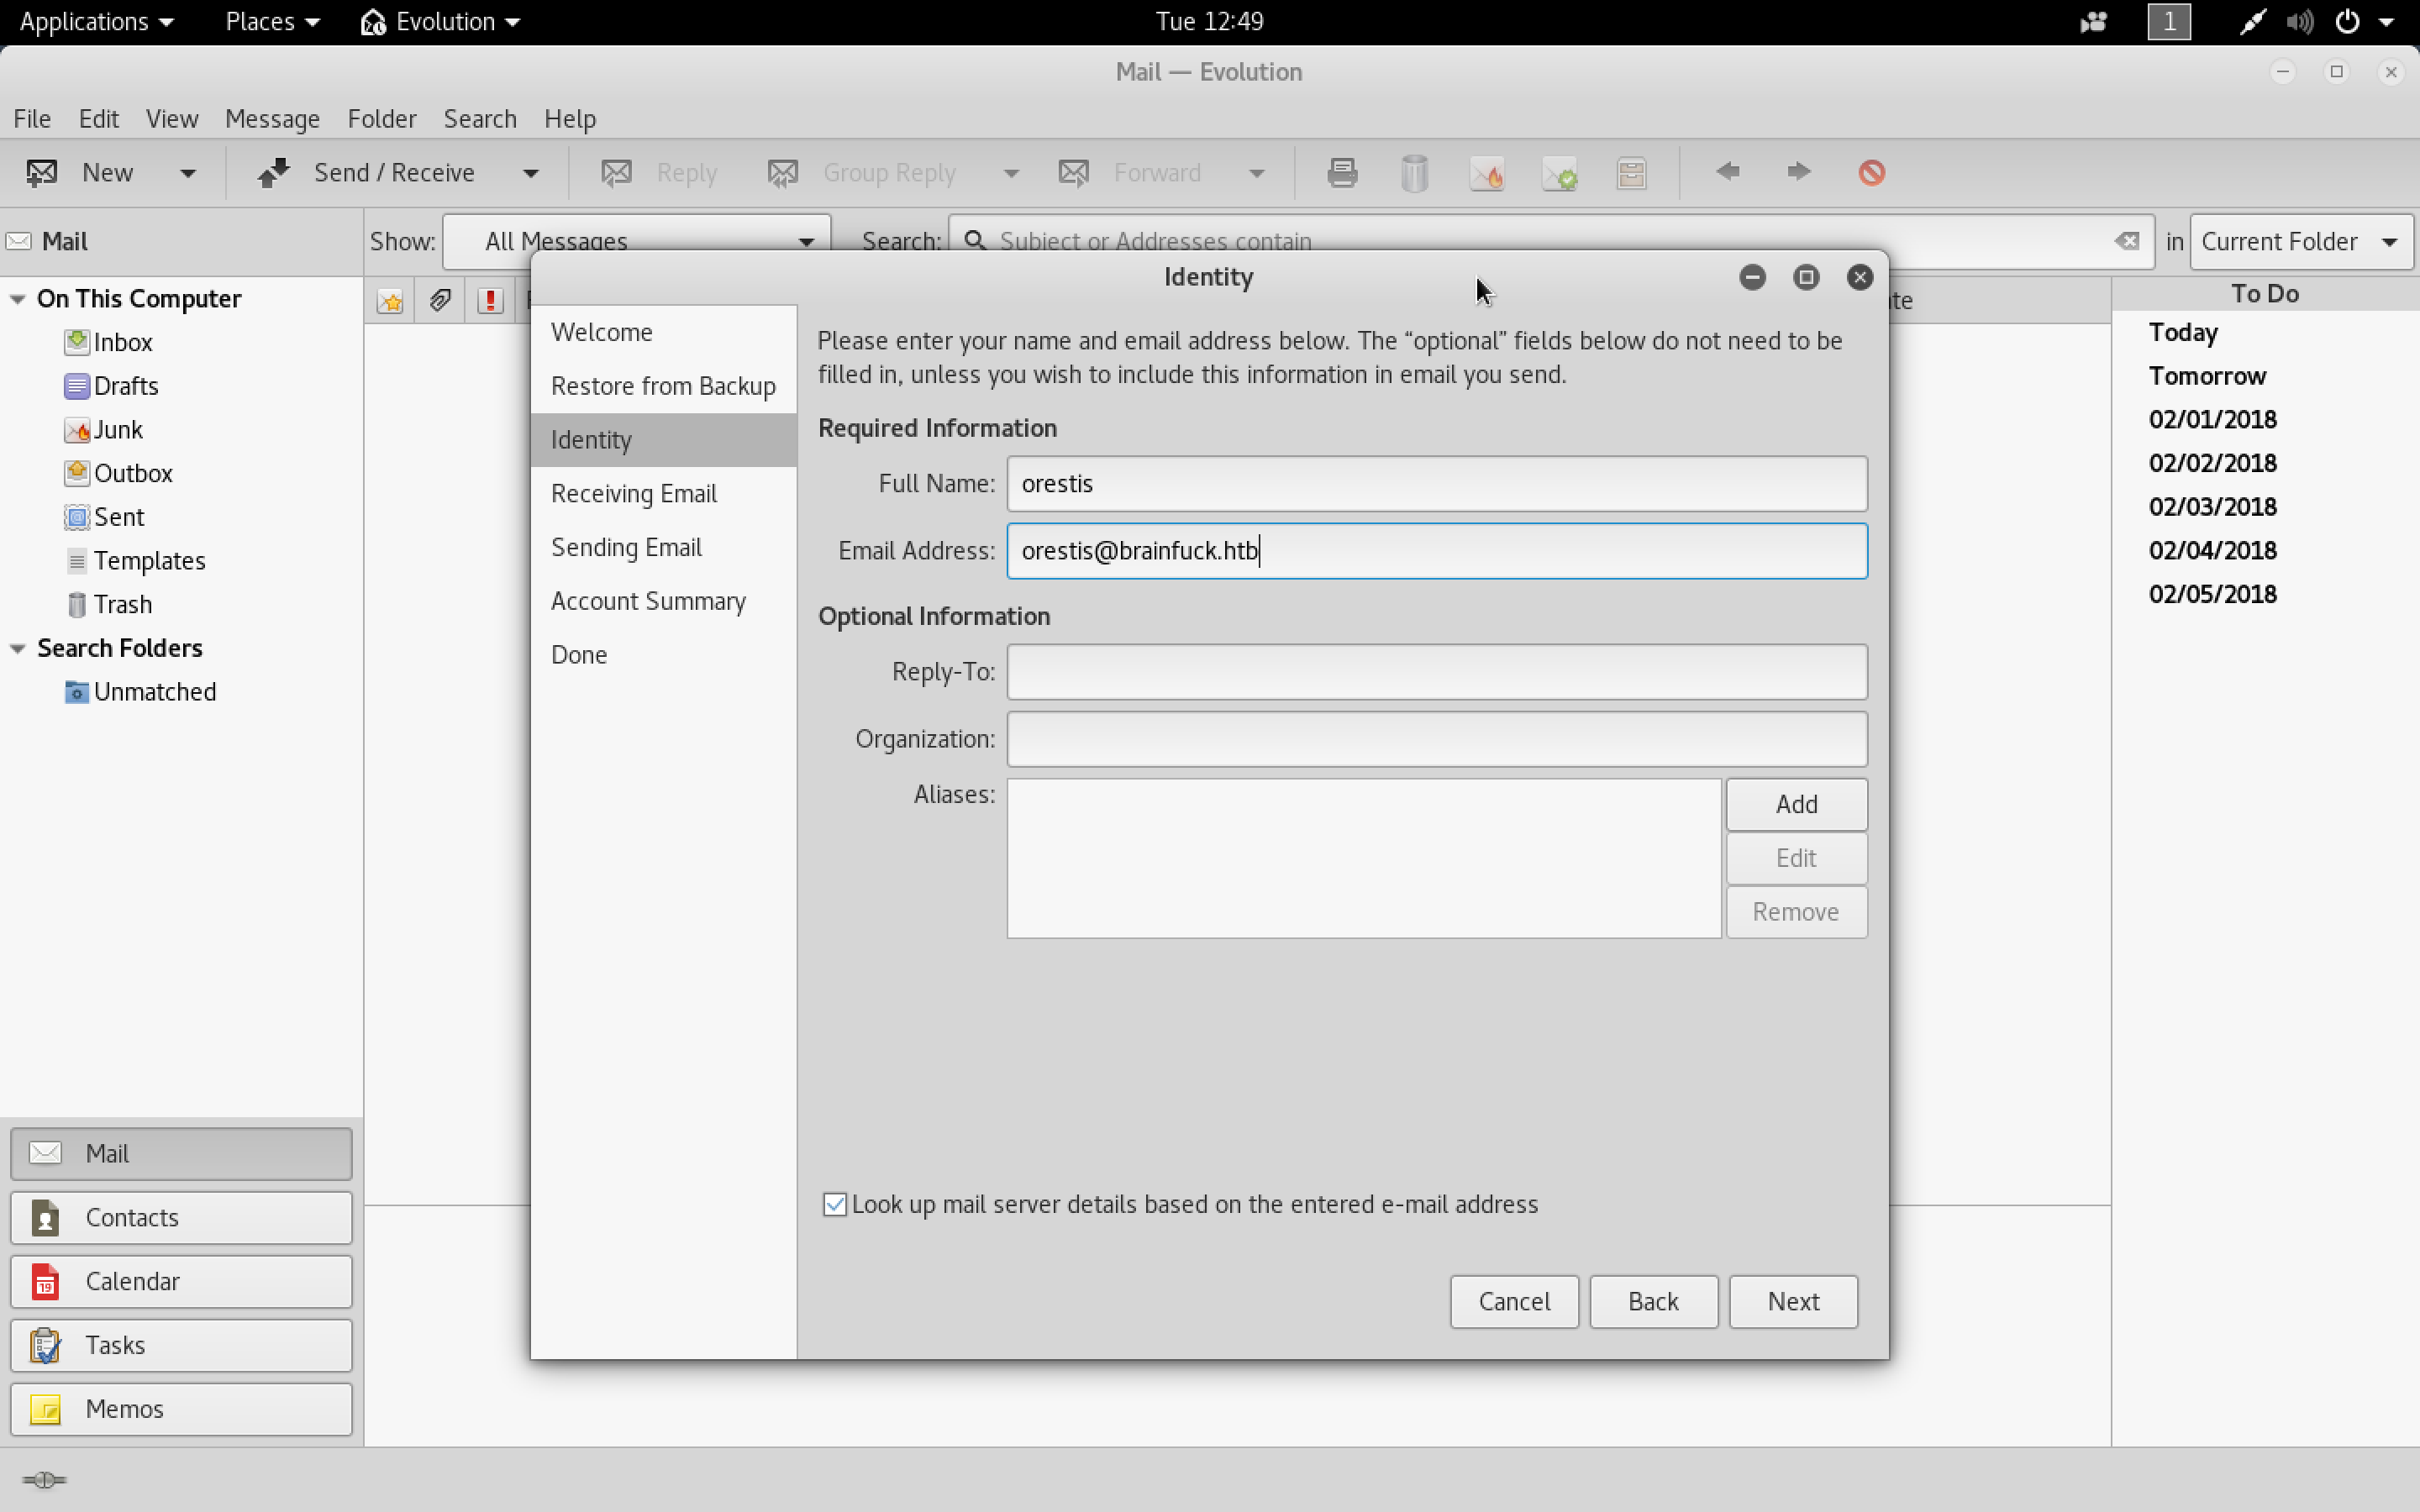 Applications Places Evolution Tue 12:49 1
Mail — Evolution
File Edit View Message Folder Search Help
New Send / Receive Reply Group Reply Forward
Mail Show: All Messages Search: Subject or Addresses contain in Current Folder
On This Computer
Inbox
Drafts
Junk
Outbox
Sent
Templates
Trash
Search Folders
Unmatched
Mail
Contacts
19
Calendar
Tasks
Memos
Identity
Welcome
Restore from Backup
Identity
Receiving Email
Sending Email
Account Summary
Done
Please enter your name and email address below. The “optional” fields below do not need to be
filled in, unless you wish to include this information in email you send.
Required Information
Full Name: orestis
Email Address: orestis@brainfuck.htb
Optional Information
Reply-To:
Organization:
Aliases:
Add
Edit
Remove
Look up mail server details based on the entered e-mail address
Cancel Back Next
To Do
Today
Tomorrow
02/01/2018
02/02/2018
02/03/2018
02/04/2018
02/05/2018